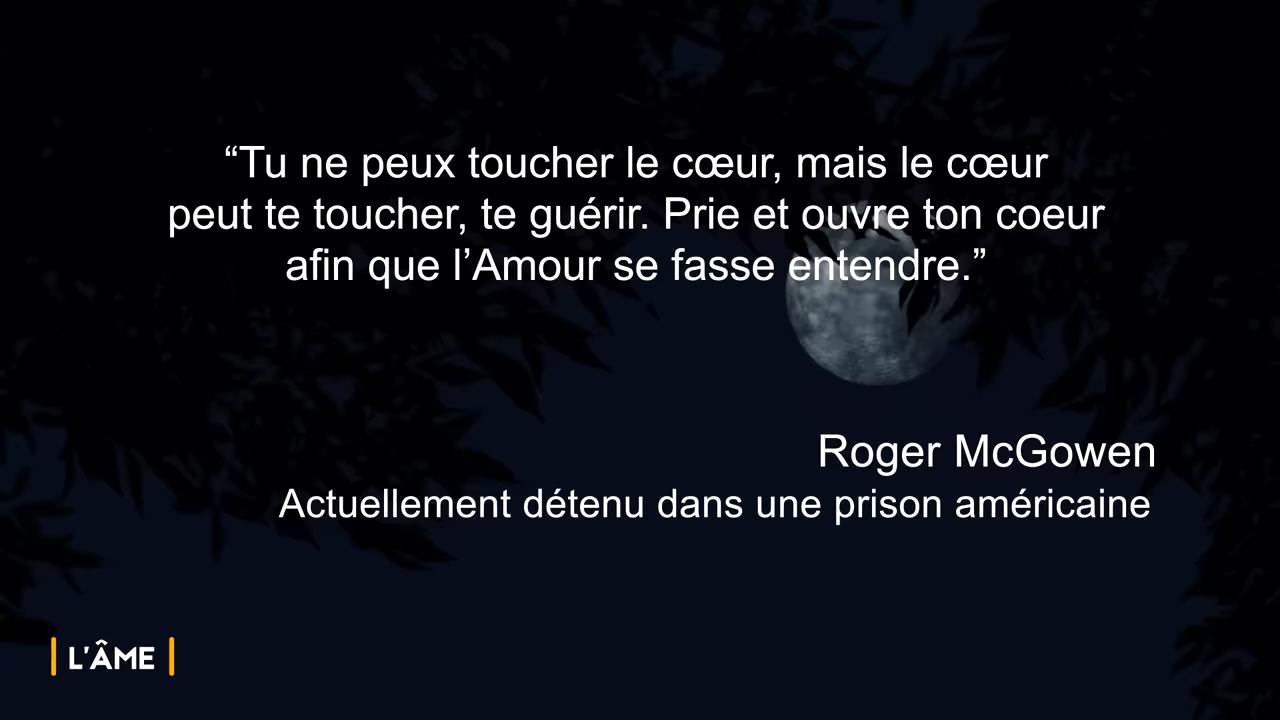 “Tu ne peux toucher le cœur, mais le cœur
peut te toucher, te guérir. Prie et ouvre ton coeur
afin que l’Amour se fasse entendre.”
Roger McGowen
Actuellement détenu dans une prison américaine
| L'ÂME |